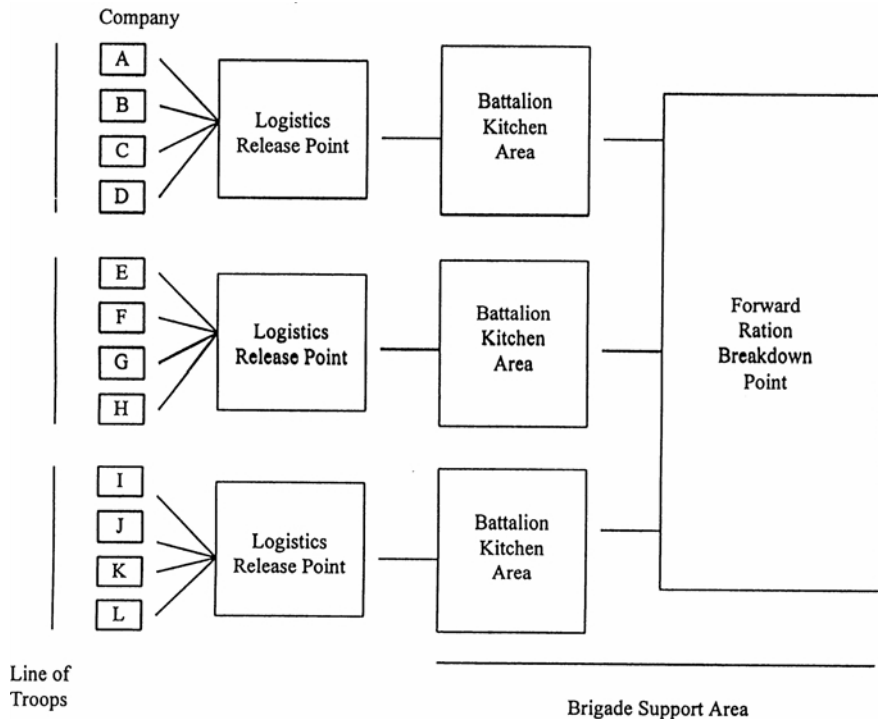 Company
A
B
C
D
Logistics
Release Point
Battalion
Kitchen
Area
E
F
G
H
Logistics
Release Point
Battalion
Kitchen
Area
Forward
Ration
Breakdown
Point
I
J
K
L
Logistics
Release Point
Battalion
Kitchen
Area
Line of
Troops
Brigade Support Area